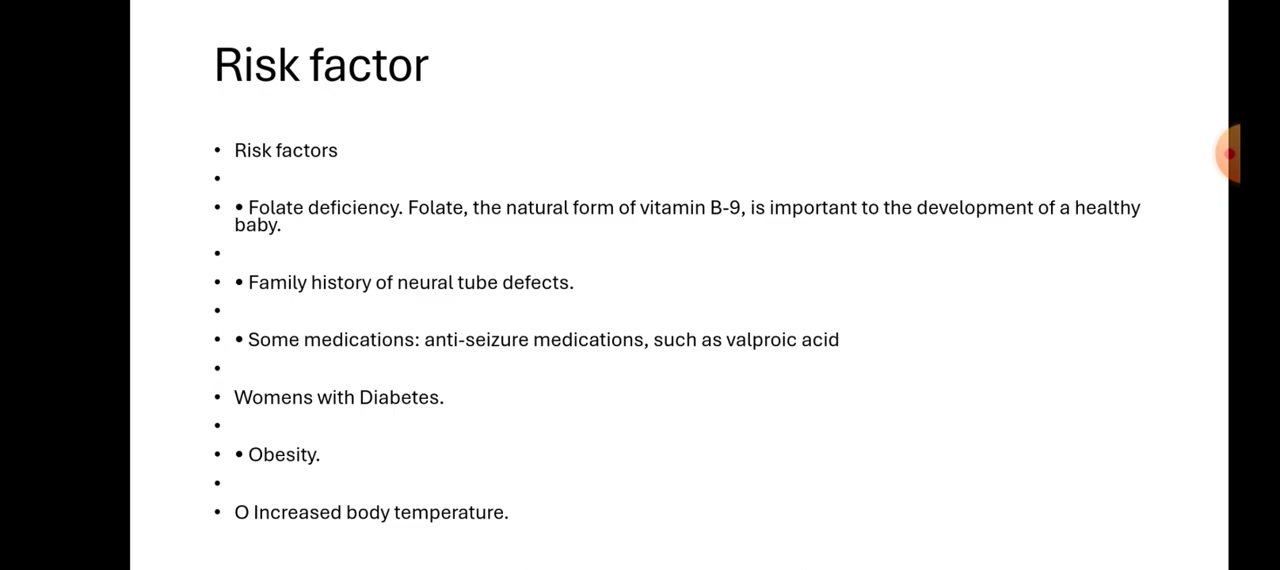 Risk factor
• Risk factors
•
• • Folate deficiency. Folate, the natural form of vitamin B-9, is important to the development of a healthy
baby.
•
• • Family history of neural tube defects.
•
• • Some medications: anti-seizure medications, such as valproic acid
•
• Womens with Diabetes.
•
• • Obesity.
•
• O Increased body temperature.